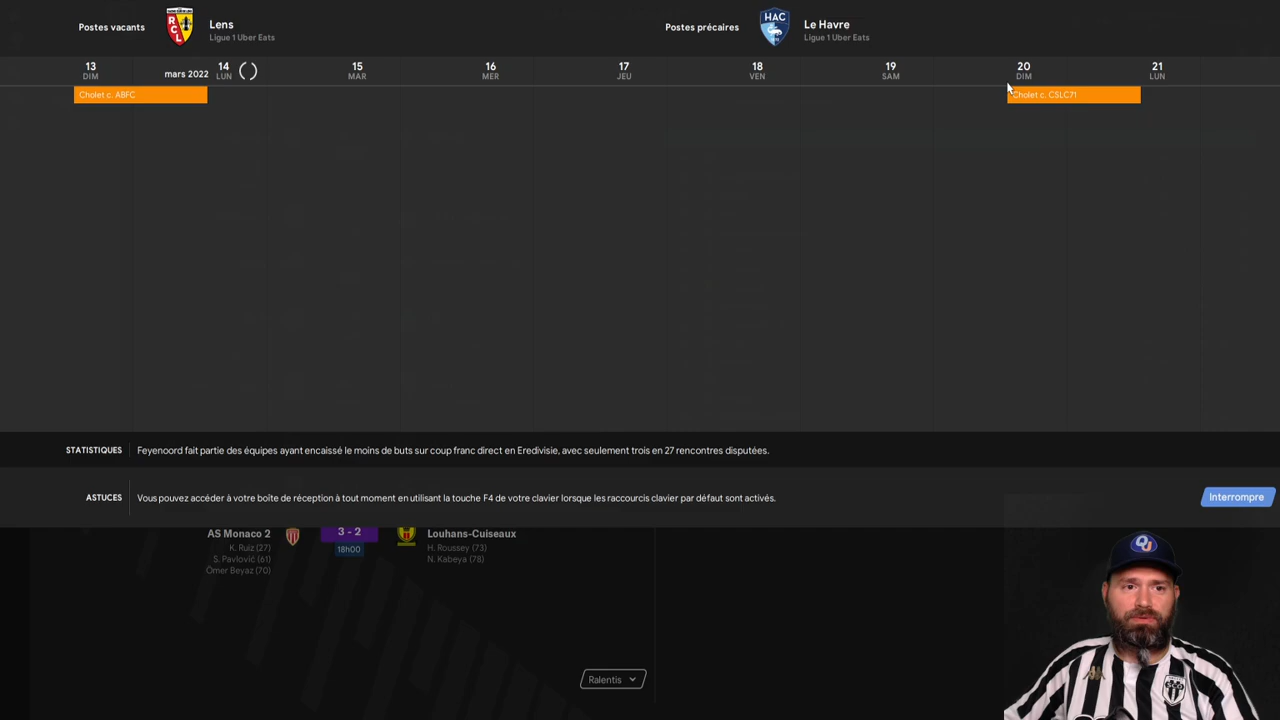 Postes vacants
Lens
Ligue 1 Uber Eats
Postes précaires
HAC
Le Havre
Ligue 1 Uber Eats
13
DIM
mars 2022
14
LUN
15
MAR
16
MER
17
JEU
18
VEN
19
SAM
20
DIM
21
LUN
Cholet c. ABFC
Cholet c. CSLC71
STATISTIQUES
Feyenoord fait partie des équipes ayant encaissé le moins de buts sur coup franc direct en Eredivisie, avec seulement trois en 27 rencontres disputées.
ASTUCES
Vous pouvez accéder à votre boîte de réception à tout moment en utilisant la touche F4 de votre clavier lorsque les raccourcis clavier par défaut sont activés.
Interrompre
AS Monaco 2
3 - 2
Louhans-Cuiseaux
K. Ruiz (27)
S. Pavlović (61)
Ömer Beyaz (70)
18h00
H. Roussey (73)
N. Kabeya (78)
Ralentis
SCO